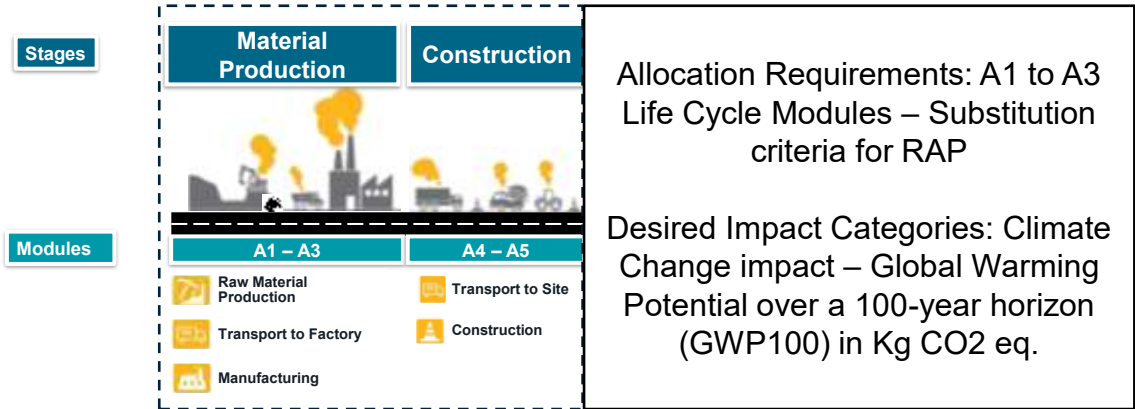 Stages
Material
Production
Construction
Modules
A1 – A3
A4 – A5
Raw Material
Production
Transport to Factory
Manufacturing
Transport to Site
Construction
Allocation Requirements: A1 to A3
Life Cycle Modules – Substitution
criteria for RAP
Desired Impact Categories: Climate
Change impact – Global Warming
Potential over a 100-year horizon
(GWP100) in Kg CO2 eq.